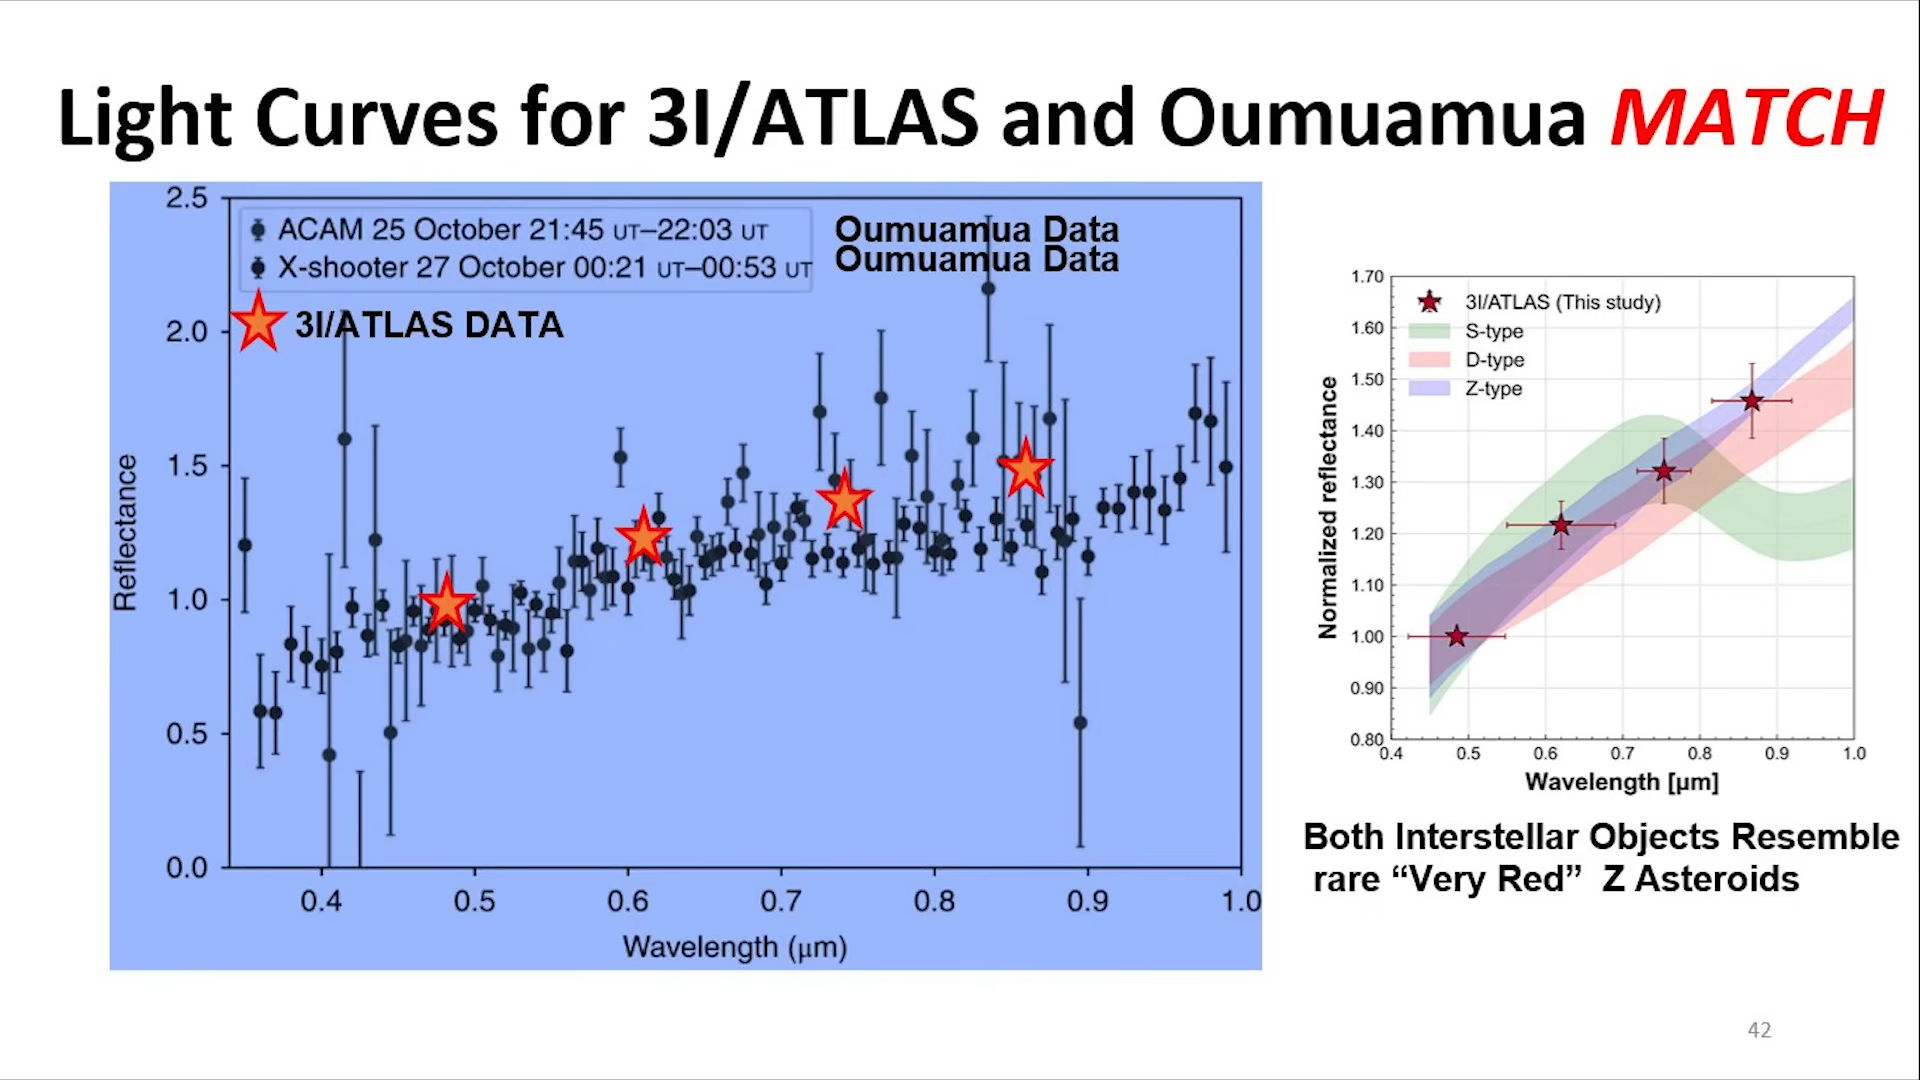 Light Curves for 3I/ATLAS and Oumuamua MATCH
2.5
2.0
1.5
1.0
0.5
0.0
Reflectance
ACAM 25 October 21:45 UT–22:03 UT
X-shooter 27 October 00:21 UT–00:53 UT
Oumuamua Data
Oumuamua Data
3I/ATLAS DATA
0.4 0.5 0.6 0.7 0.8 0.9 1.0
Wavelength (μm)
1.70
1.60
1.50
1.40
1.30
1.20
1.10
1.00
0.90
0.80
Normalized reflectance
3I/ATLAS (This study)
S-type
D-type
Z-type
0.4 0.5 0.6 0.7 0.8 0.9 1.0
Wavelength [μm]
Both Interstellar Objects Resemble
rare “Very Red” Z Asteroids
42